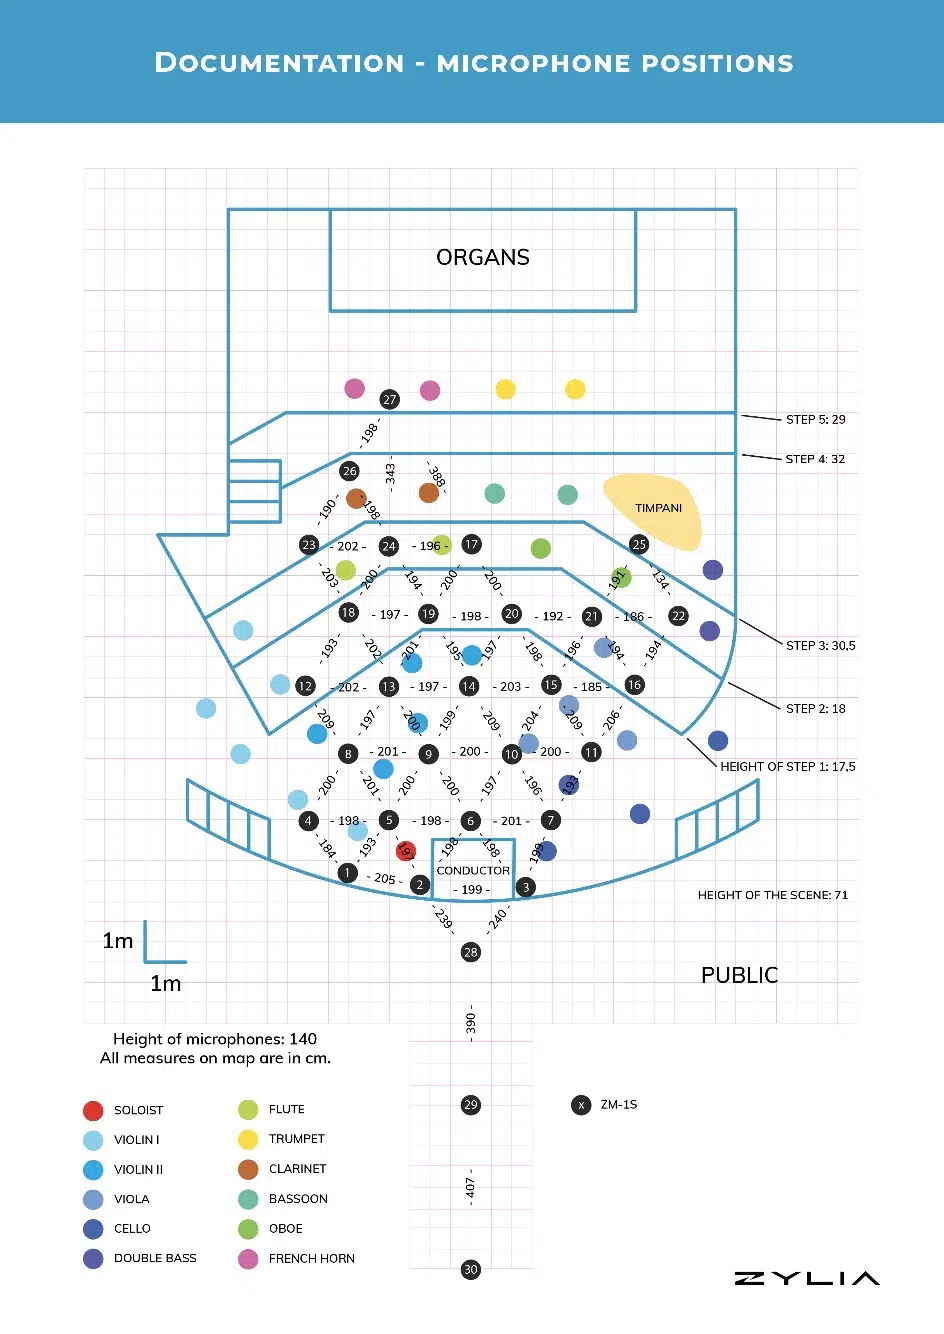 DOCUMENTATION - MICROPHONE POSITIONS
ORGANS
27
STEP 5: 29
- 198 -
STEP 4: 32
26
- 343 -
- 388 -
- 190 -
- 198 -
TIMPANI
23
- 202 -
24
- 196 -
17
25
- 203 -
- 200 -
- 194 -
- 200 -
- 200 -
- 191 -
- 134 -
18
- 197 -
19
- 198 -
20
- 192 -
21
- 186 -
22
- 193 -
- 202 -
- 201 -
- 195 -
- 197 -
- 198 -
- 196 -
- 194 -
- 194 -
STEP 3: 30,5
12
- 202 -
13
- 197 -
14
- 203 -
15
- 185 -
16
STEP 2: 18
- 209 -
- 197 -
- 200 -
- 199 -
- 209 -
- 204 -
- 209 -
- 206 -
8
- 201 -
9
- 200 -
10
- 200 -
11
HEIGHT OF STEP 1: 17,5
- 200 -
- 201 -
- 200 -
- 200 -
- 197 -
- 196 -
- 193 -
4
- 198 -
5
- 198 -
6
- 201 -
7
- 184 -
- 193 -
- 197 -
- 198 -
- 198 -
- 199 -
1
- 205 -
2
CONDUCTOR
- 199 -
3
HEIGHT OF THE SCENE: 71
- 239 -
- 240 -
28
1m
1m
PUBLIC
- 390 -
Height of microphones: 140
All measures on map are in cm.
29
x ZM-1S
- 407 -
30
SOLOIST
VIOLIN I
VIOLIN II
VIOLA
CELLO
DOUBLE BASS
FLUTE
TRUMPET
CLARINET
BASSOON
OBOE
FRENCH HORN
ZYLIA